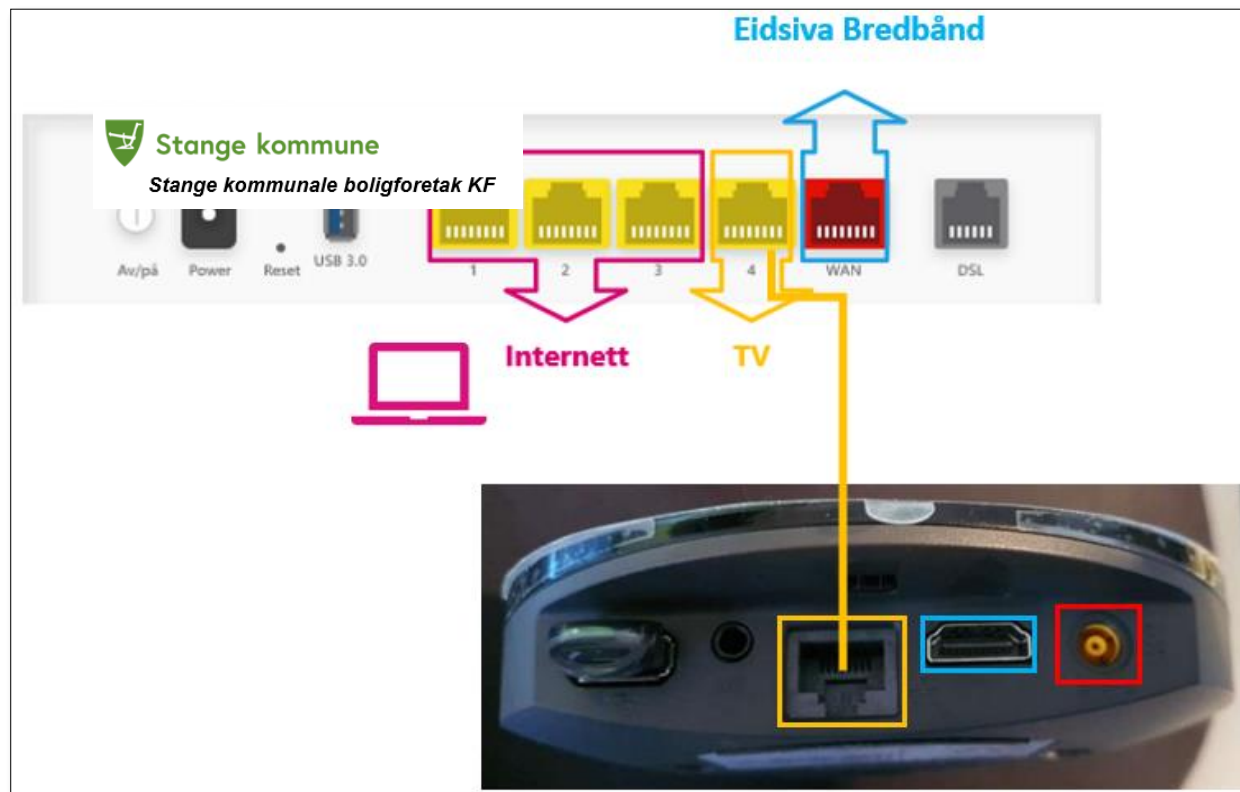 Eidsiva Bredbånd
Stange kommune
Stange kommunale boligforetak KF
Av/på
Power
Reset
USB 3.0
1
2
3
4
WAN
DSL
Internett
TV